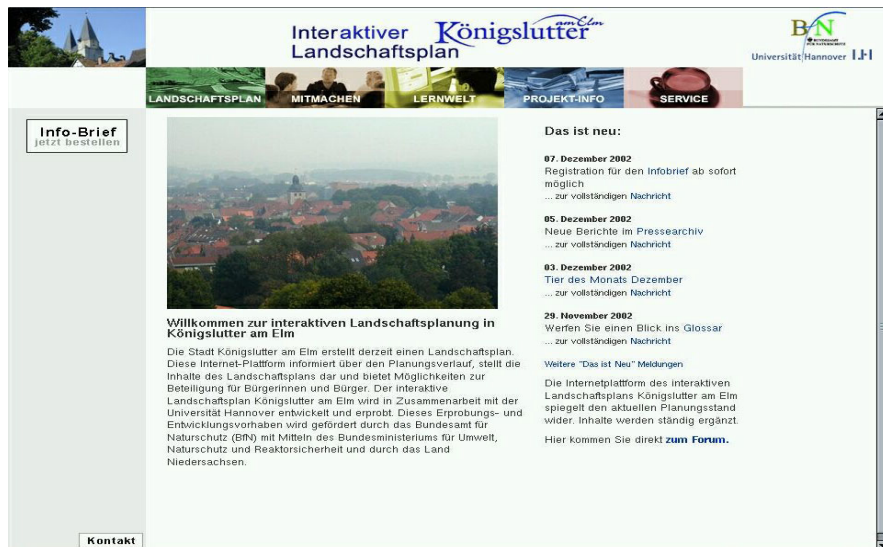 Interaktiver Königslutter am Elm
Landschaftsplan
BfN
BUNDESAMT
FÜR NATURSCHUTZ
Universität Hannover
LANDSCHAFTSPLAN MITMACHEN LERNWELT PROJEKT-INFO SERVICE
Info-Brief
jetzt bestellen
Willkommen zur interaktiven Landschaftsplanung in
Königslutter am Elm
Die Stadt Königslutter am Elm erstellt derzeit einen Landschaftsplan.
Diese Internet-Plattform informiert über den Planungsverlauf, stellt die
Inhalte des Landschaftsplans dar und bietet Möglichkeiten zur
Beteiligung für Bürgerinnen und Bürger. Der interaktive
Landschaftsplan Königslutter am Elm wird in Zusammenarbeit mit der
Universität Hannover entwickelt und erprobt. Dieses Erprobungs- und
Entwicklungsvorhaben wird gefördert durch das Bundesamt für
Naturschutz (BfN) mit Mitteln des Bundesministeriums für Umwelt,
Naturschutz und Reaktorsicherheit und durch das Land
Niedersachsen.
Das ist neu:
07. Dezember 2002
Registration für den Infobrief ab sofort
möglich
... zur vollständigen Nachricht
05. Dezember 2002
Neue Berichte im Pressearchiv
... zur vollständigen Nachricht
03. Dezember 2002
Tier des Monats Dezember
... zur vollständigen Nachricht
29. November 2002
Werfen Sie einen Blick ins Glossar
... zur vollständigen Nachricht
Weitere "Das ist Neu" Meldungen
Die Internetplattform des interaktiven
Landschaftsplans Königslutter am Elm
spiegelt den aktuellen Planungsstand
wider. Inhalte werden ständig ergänzt.
Hier kommen Sie direkt zum Forum.
Kontakt